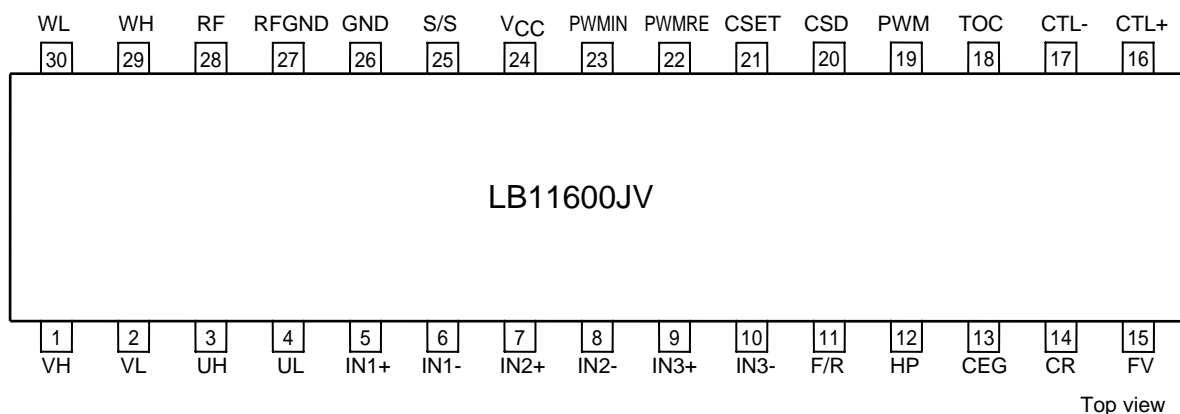 WL WH RF RFGND GND S/S VCC PWMIN PWMRE CSET CSD PWM TOC CTL- CTL+
30 29 28 27 26 25 24 23 22 21 20 19 18 17 16
LB11600JV
1 2 3 4 5 6 7 8 9 10 11 12 13 14 15
VH VL UH UL IN1+ IN1- IN2+ IN2- IN3+ IN3- F/R HP CEG CR FV
Top view